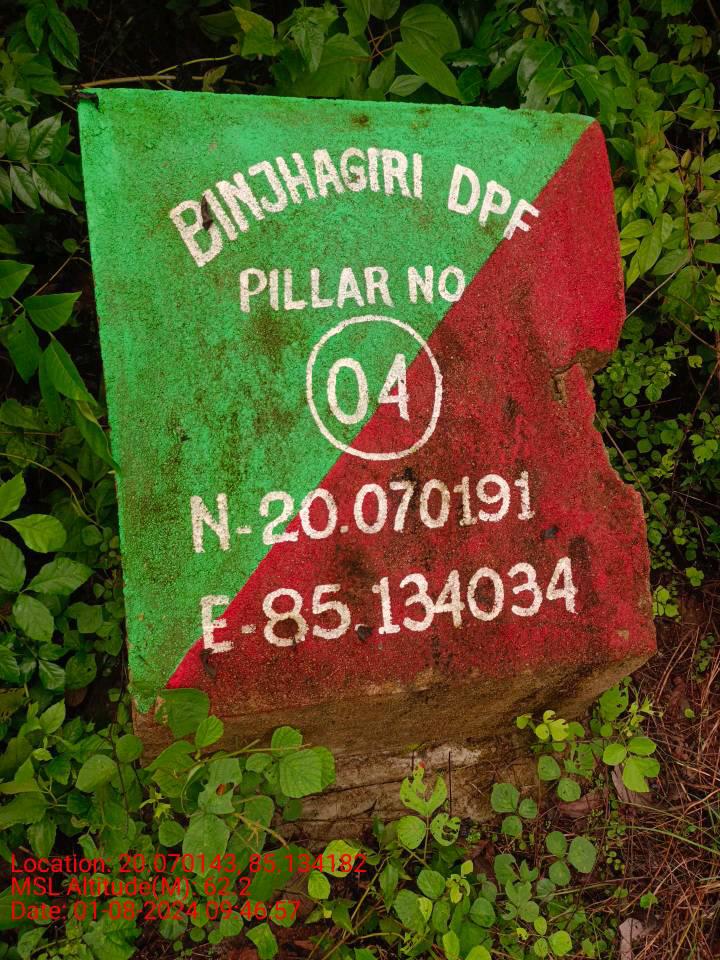 BINJHAGIRI DPF
PILLAR NO
04
N-20.070191
E-85.134034
Location: 20.070143, 85.134182
MSL Altitude(M): 62.2
Date: 01-08-2024 09:46:57